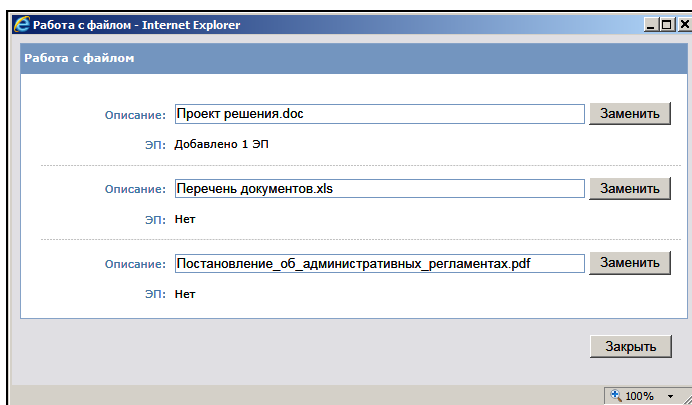 Работа с файлом - Internet Explorer
Работа с файлом
Описание: Проект решения.doc Заменить
ЭП: Добавлено 1 ЭП
Описание: Перечень документов.xls Заменить
ЭП: Нет
Описание: Постановление_об_административных_регламентах.pdf Заменить
ЭП: Нет
Закрыть
100%